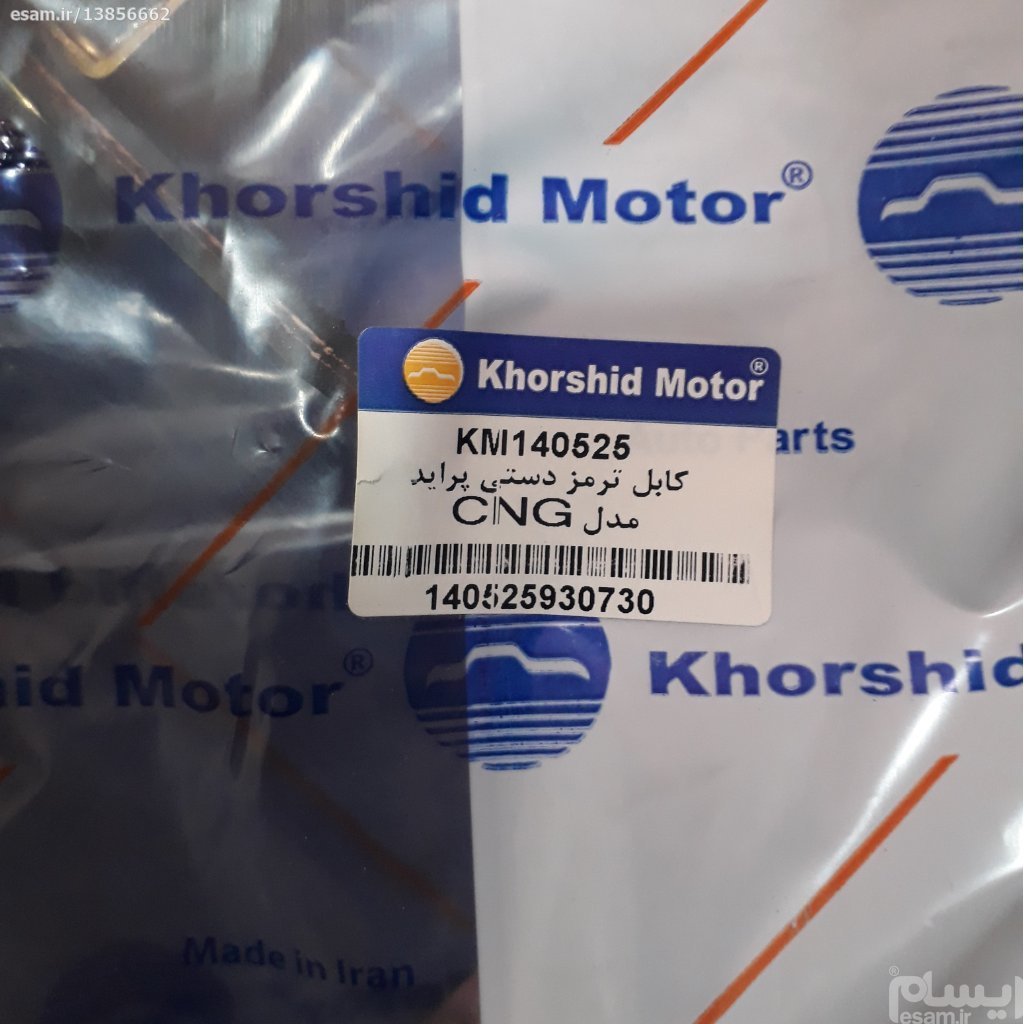 esam.ir/13856662
Khorshid Motor®
Khorshid Motor®
KM140525
Parts
کابل ترمز دستی پراید
مدل CNG
140525930730
hid Motor®
Khorshid
Made in Iran
ایسام®
esam.ir